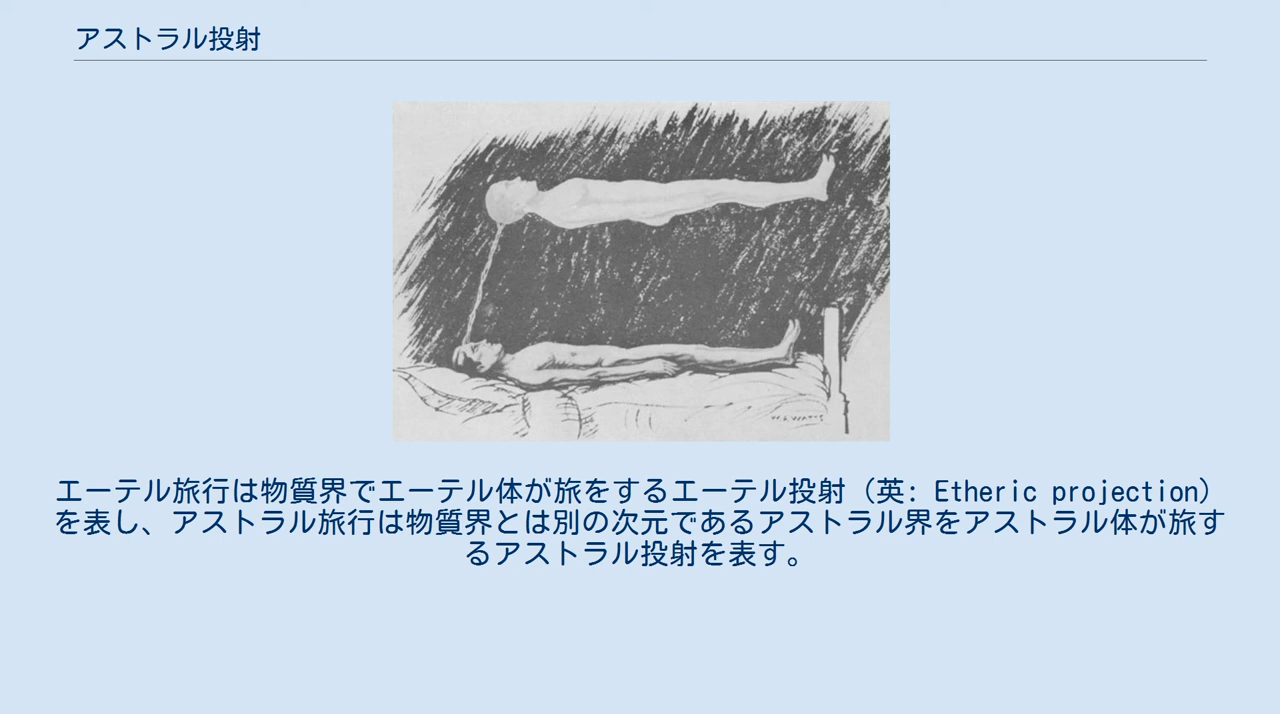 アストラル投射
エーテル旅行は物質界でエーテル体が旅をするエーテル投射（英: Etheric projection）
を表し、アストラル旅行は物質界とは別の次元であるアストラル界をアストラル体が旅す
るアストラル投射を表す。